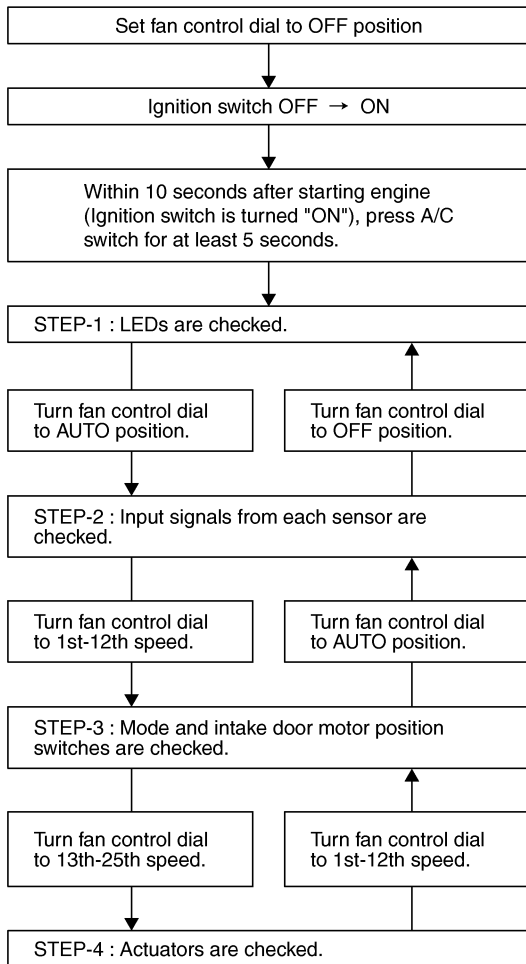 Set fan control dial to OFF position
Ignition switch OFF → ON
Within 10 seconds after starting engine
(Ignition switch is turned "ON"), press A/C
switch for at least 5 seconds.
STEP-1 : LEDs are checked.
Turn fan control dial
to AUTO position.
Turn fan control dial
to OFF position.
STEP-2 : Input signals from each sensor are
checked.
Turn fan control dial
to 1st-12th speed.
Turn fan control dial
to AUTO position.
STEP-3 : Mode and intake door motor position
switches are checked.
Turn fan control dial
to 13th-25th speed.
Turn fan control dial
to 1st-12th speed.
STEP-4 : Actuators are checked.